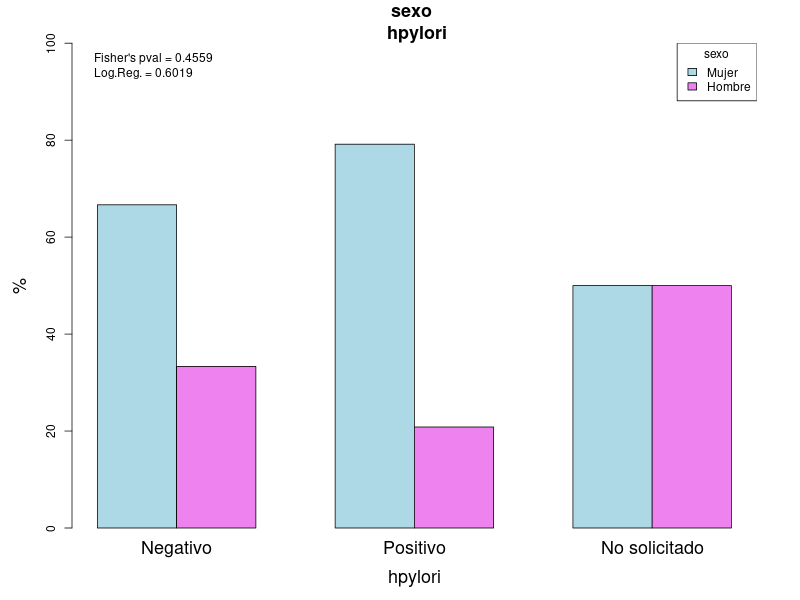 sexo
hpylori
Fisher's pval = 0.4559
Log.Reg. = 0.6019
sexo
Mujer
Hombre
100
80
60
40
20
0
%
Negativo Positivo No solicitado
hpylori